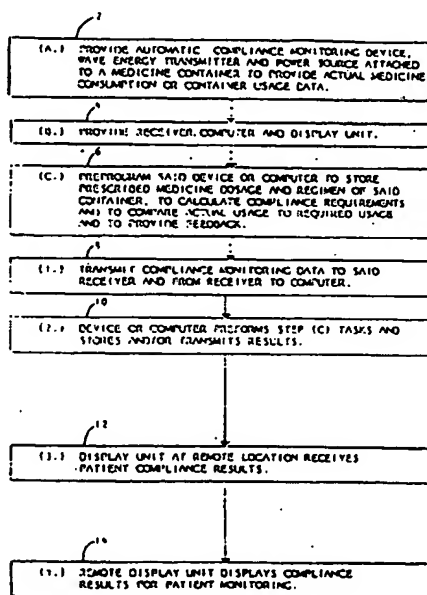 2
(A.) PROVIDE AUTOMATIC COMPLIANCE MONITORING DEVICE,
WAVE ENERGY TRANSMITTER AND POWER SOURCE ATTACHED
TO A MEDICINE CONTAINER TO PROVIDE ACTUAL MEDICINE
CONSUMPTION OR CONTAINER USAGE DATA.
4
(B.) PROVIDE RECEIVER, COMPUTER AND DISPLAY UNIT.
6
(C.) PREPROGRAM SAID DEVICE OR COMPUTER TO STORE
PRESCRIBED MEDICINE DOSAGE AND REGIMEN OF SAID
CONTAINER, TO CALCULATE COMPLIANCE REQUIREMENTS
AND TO COMPARE ACTUAL USAGE TO REQUIRED USAGE
AND TO PROVIDE FEEDBACK.
8
(1.) TRANSMIT COMPLIANCE MONITORING DATA TO SAID
RECEIVER AND FROM RECEIVER TO COMPUTER.
10
(2.) DEVICE OR COMPUTER PREFORMS STEP (C) TASKS AND
STORES AND/OR TRANSMITS RESULTS.
12
(3.) DISPLAY UNIT AT REMOTE LOCATION RECEIVES
PATIENT COMPLIANCE RESULTS.
14
(4.) REMOTE DISPLAY UNIT DISPLAYS COMPLIANCE
RESULTS FOR PATIENT MONITORING.